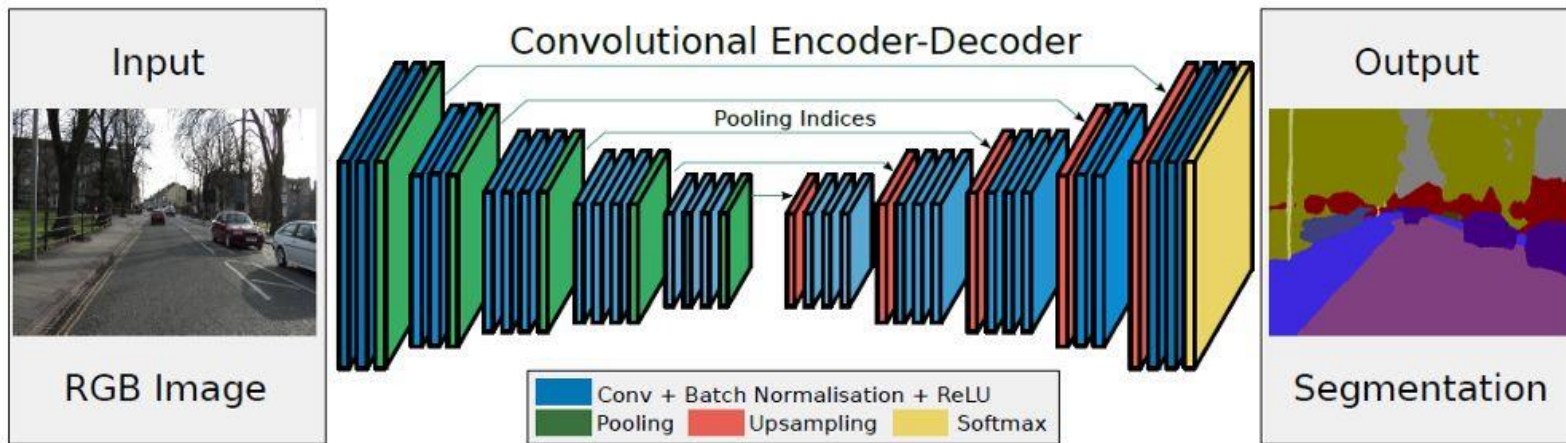 Input
RGB Image
Convolutional Encoder-Decoder
Pooling Indices
Conv + Batch Normalisation + ReLU
Pooling Upsampling Softmax
Output
Segmentation